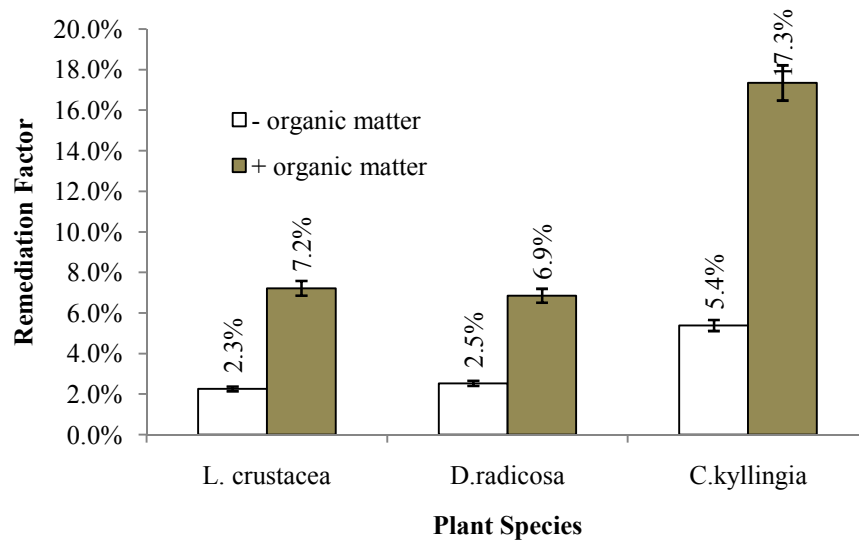 20.0%
18.0%
16.0%
14.0%
12.0%
10.0%
8.0%
6.0%
4.0%
2.0%
0.0%
Remediation Factor
- organic matter
+ organic matter
2.3%
7.2%
2.5%
6.9%
5.4%
17.3%
L. crustacea
D.radicosa
C.kyllingia
Plant Species